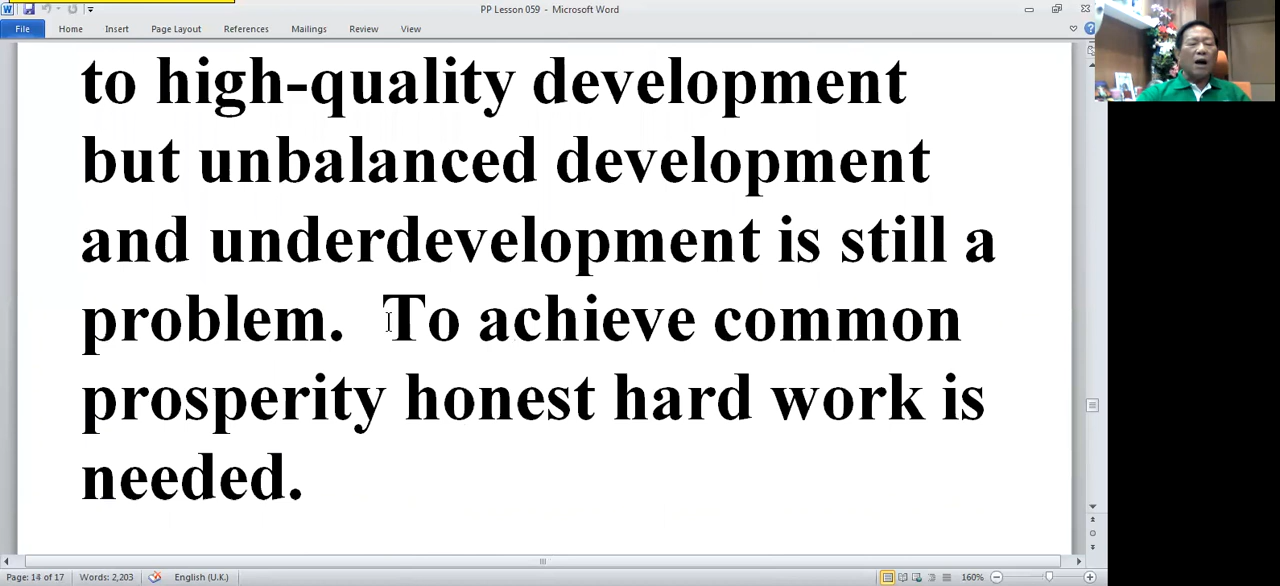 PP Lesson 059 - Microsoft Word
File Home Insert Page Layout References Mailings Review View
to high-quality development
but unbalanced development
and underdevelopment is still a
problem. To achieve common
prosperity honest hard work is
needed.
Page: 14 of 17 Words: 2,203 English (U.K.) 160%